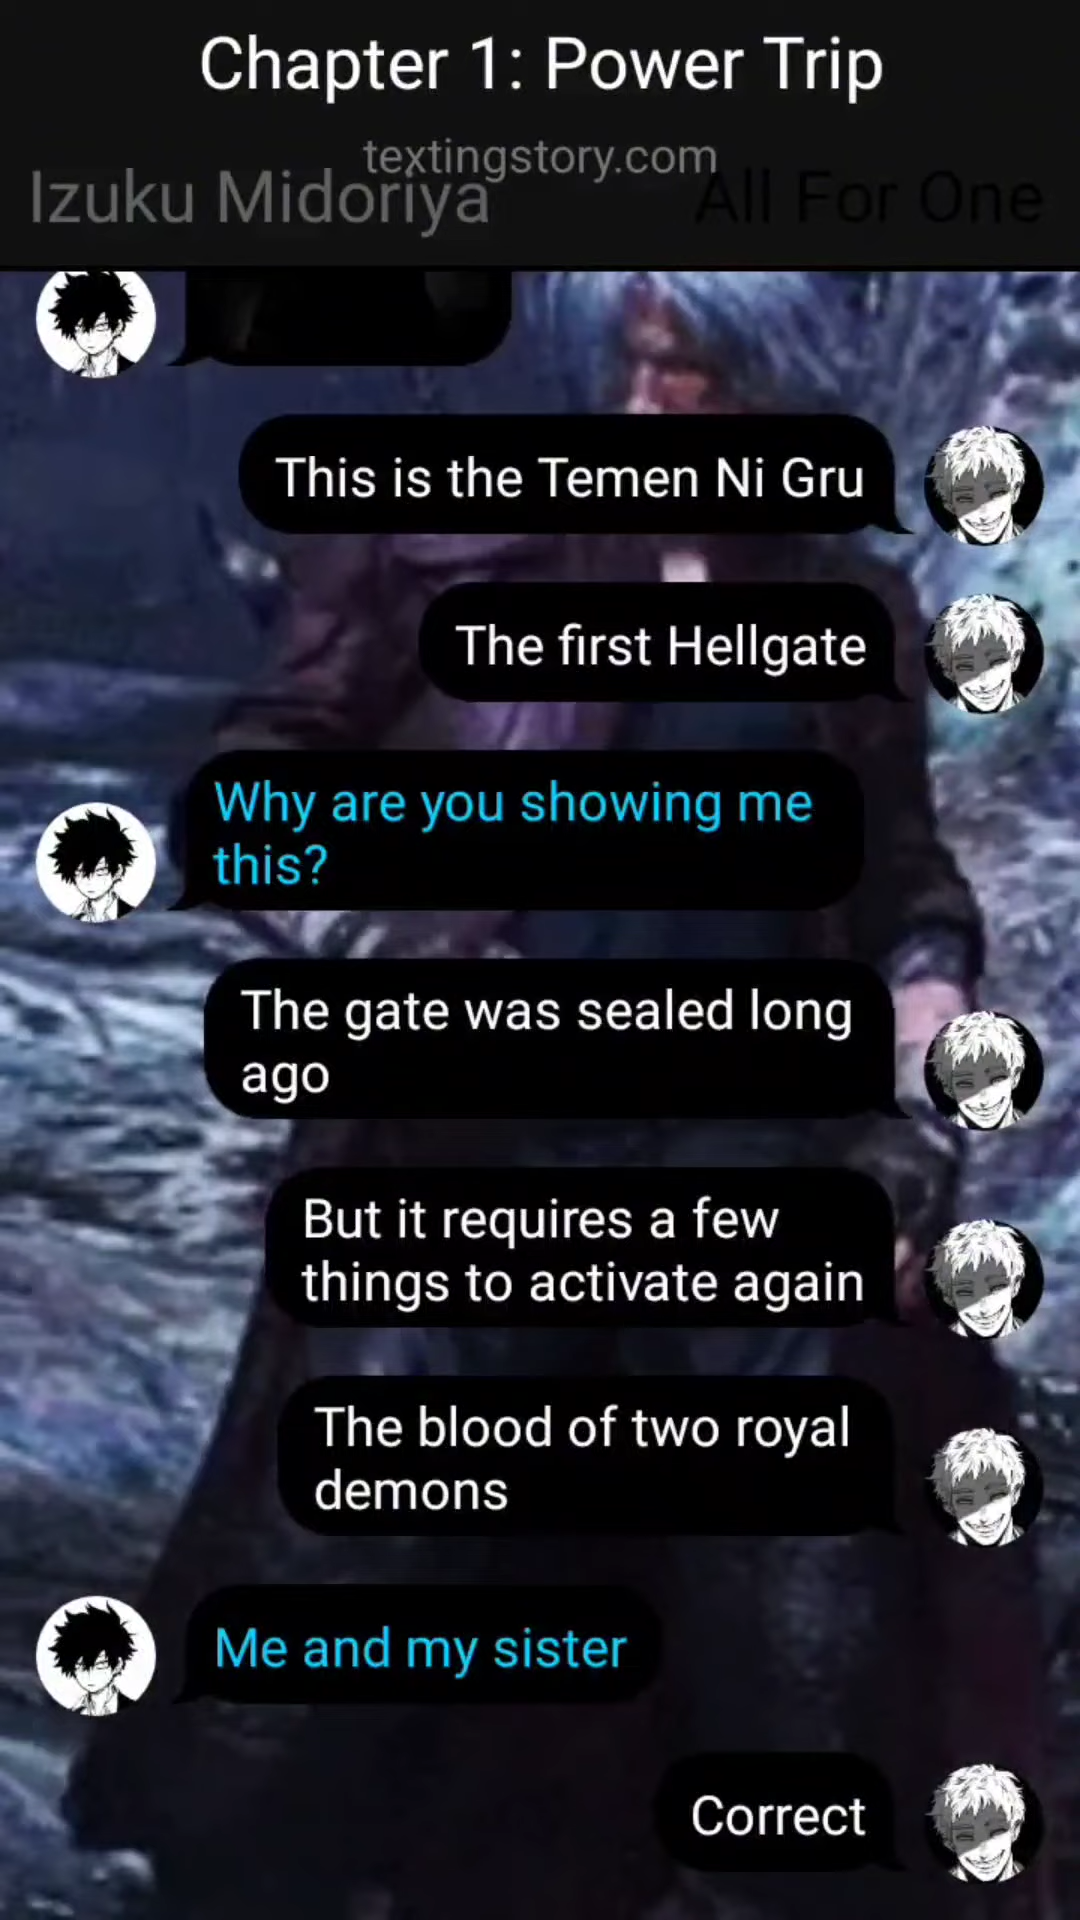 Chapter 1: Power Trip
textingstory.com
Izuku Midoriya
All For One
This is the Temen Ni Gru
The first Hellgate
Why are you showing me
this?
The gate was sealed long
ago
But it requires a few
things to activate again
The blood of two royal
demons
Me and my sister
Correct